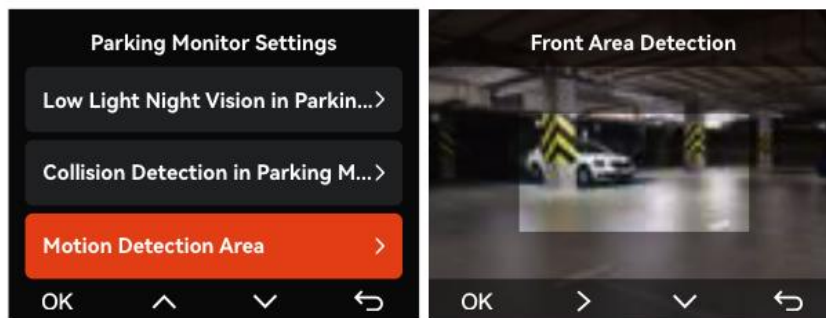 Parking Monitor Settings
Low Light Night Vision in Parkin...
Collision Detection in Parking M...
Motion Detection Area
OK
Front Area Detection
OK